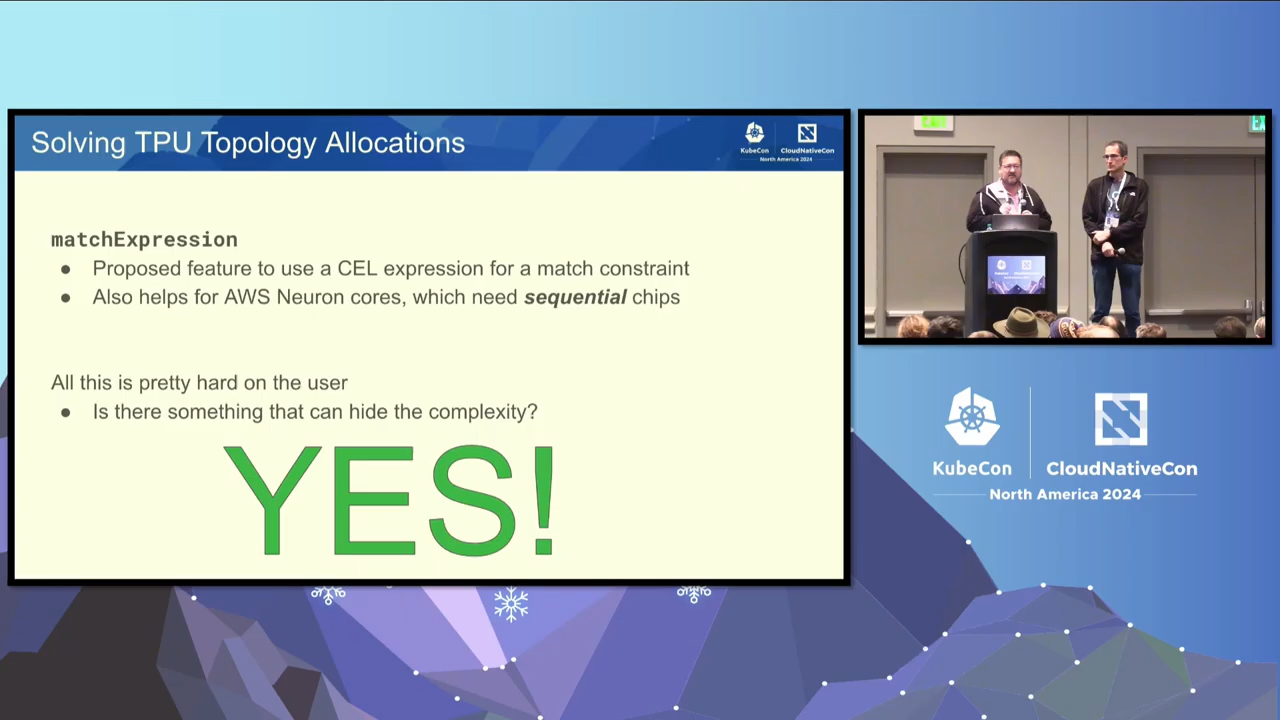 Solving TPU Topology Allocations
KubeCon
CloudNativeCon
North America 2024
matchExpression
● Proposed feature to use a CEL expression for a match constraint
● Also helps for AWS Neuron cores, which need sequential chips
All this is pretty hard on the user
● Is there something that can hide the complexity?
YES!
EXIT
KubeCon
CloudNativeCon
North America 2024